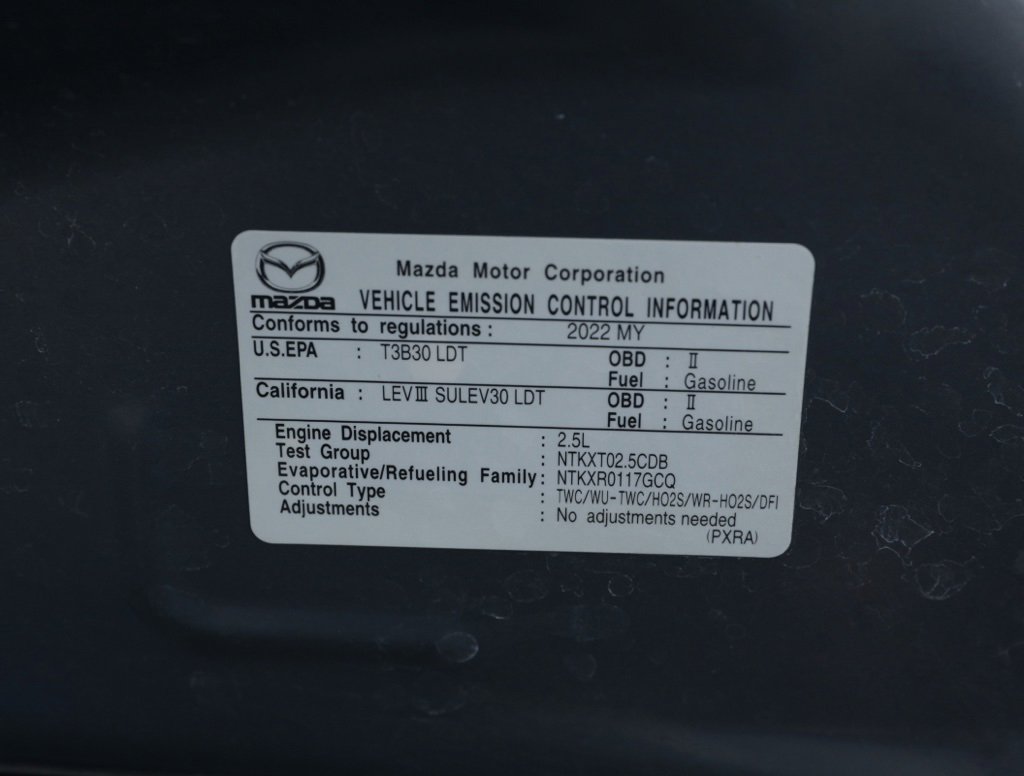 Mazda Motor Corporation
mazda VEHICLE EMISSION CONTROL INFORMATION
Conforms to regulations : 2022 MY
U.S.EPA : T3B30 LDT OBD : II
Fuel : Gasoline
California : LEV III SULEV30 LDT OBD : II
Fuel : Gasoline
Engine Displacement : 2.5L
Test Group : NTKXT02.5CDB
Evaporative/Refueling Family : NTKXR0117GCQ
Control Type : TWC/WU-TWC/HO2S/WR-HO2S/DFI
Adjustments : No adjustments needed
(PXRA)